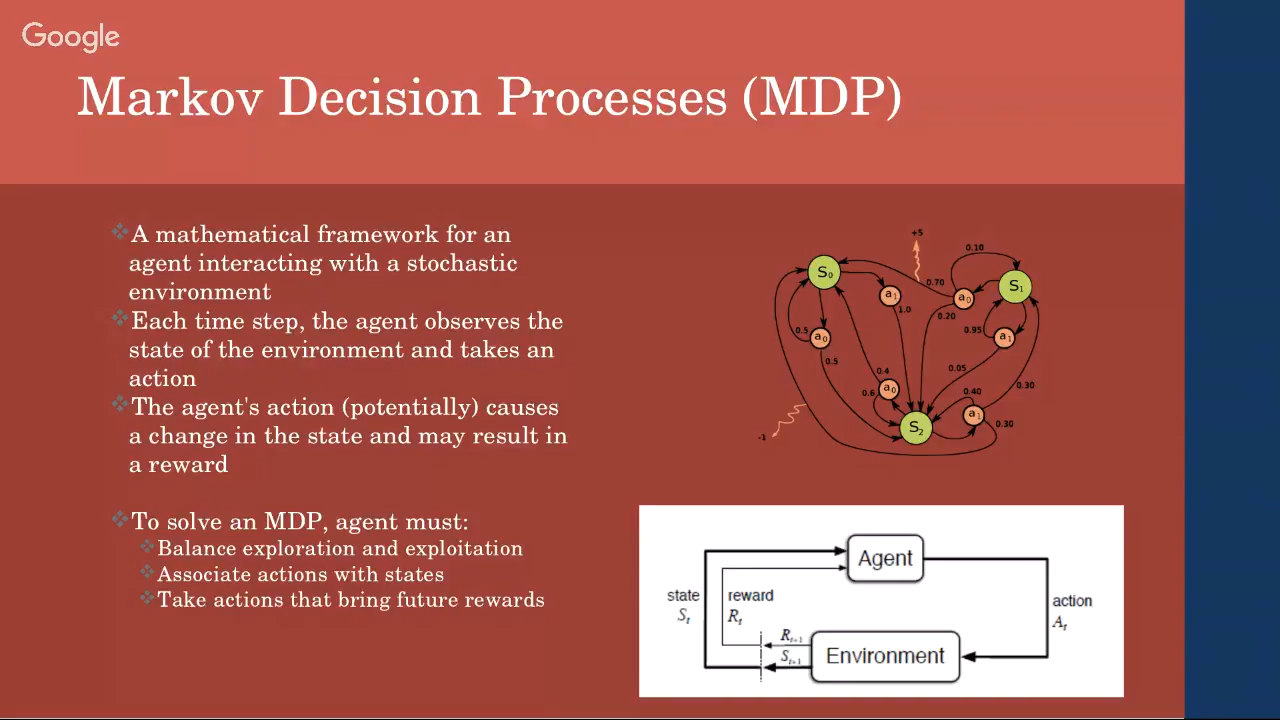 Google
Markov Decision Processes (MDP)
A mathematical framework for an
agent interacting with a stochastic
environment
Each time step, the agent observes the
state of the environment and takes an
action
The agent's action (potentially) causes
a change in the state and may result in
a reward
To solve an MDP, agent must:
Balance exploration and exploitation
Associate actions with states
Take actions that bring future rewards
+5
0.10
S₀
S₁
0.70
a₁
a₀
1.0
0.20
0.5
a₀
0.95
a₁
0.5
0.4
0.05
0.6
a₀
0.40
0.30
a₁
0.30
S₂
-1
Agent
state
Sₜ
reward
Rₜ
action
Aₜ
Rₜ₊₁
Sₜ₊₁
Environment